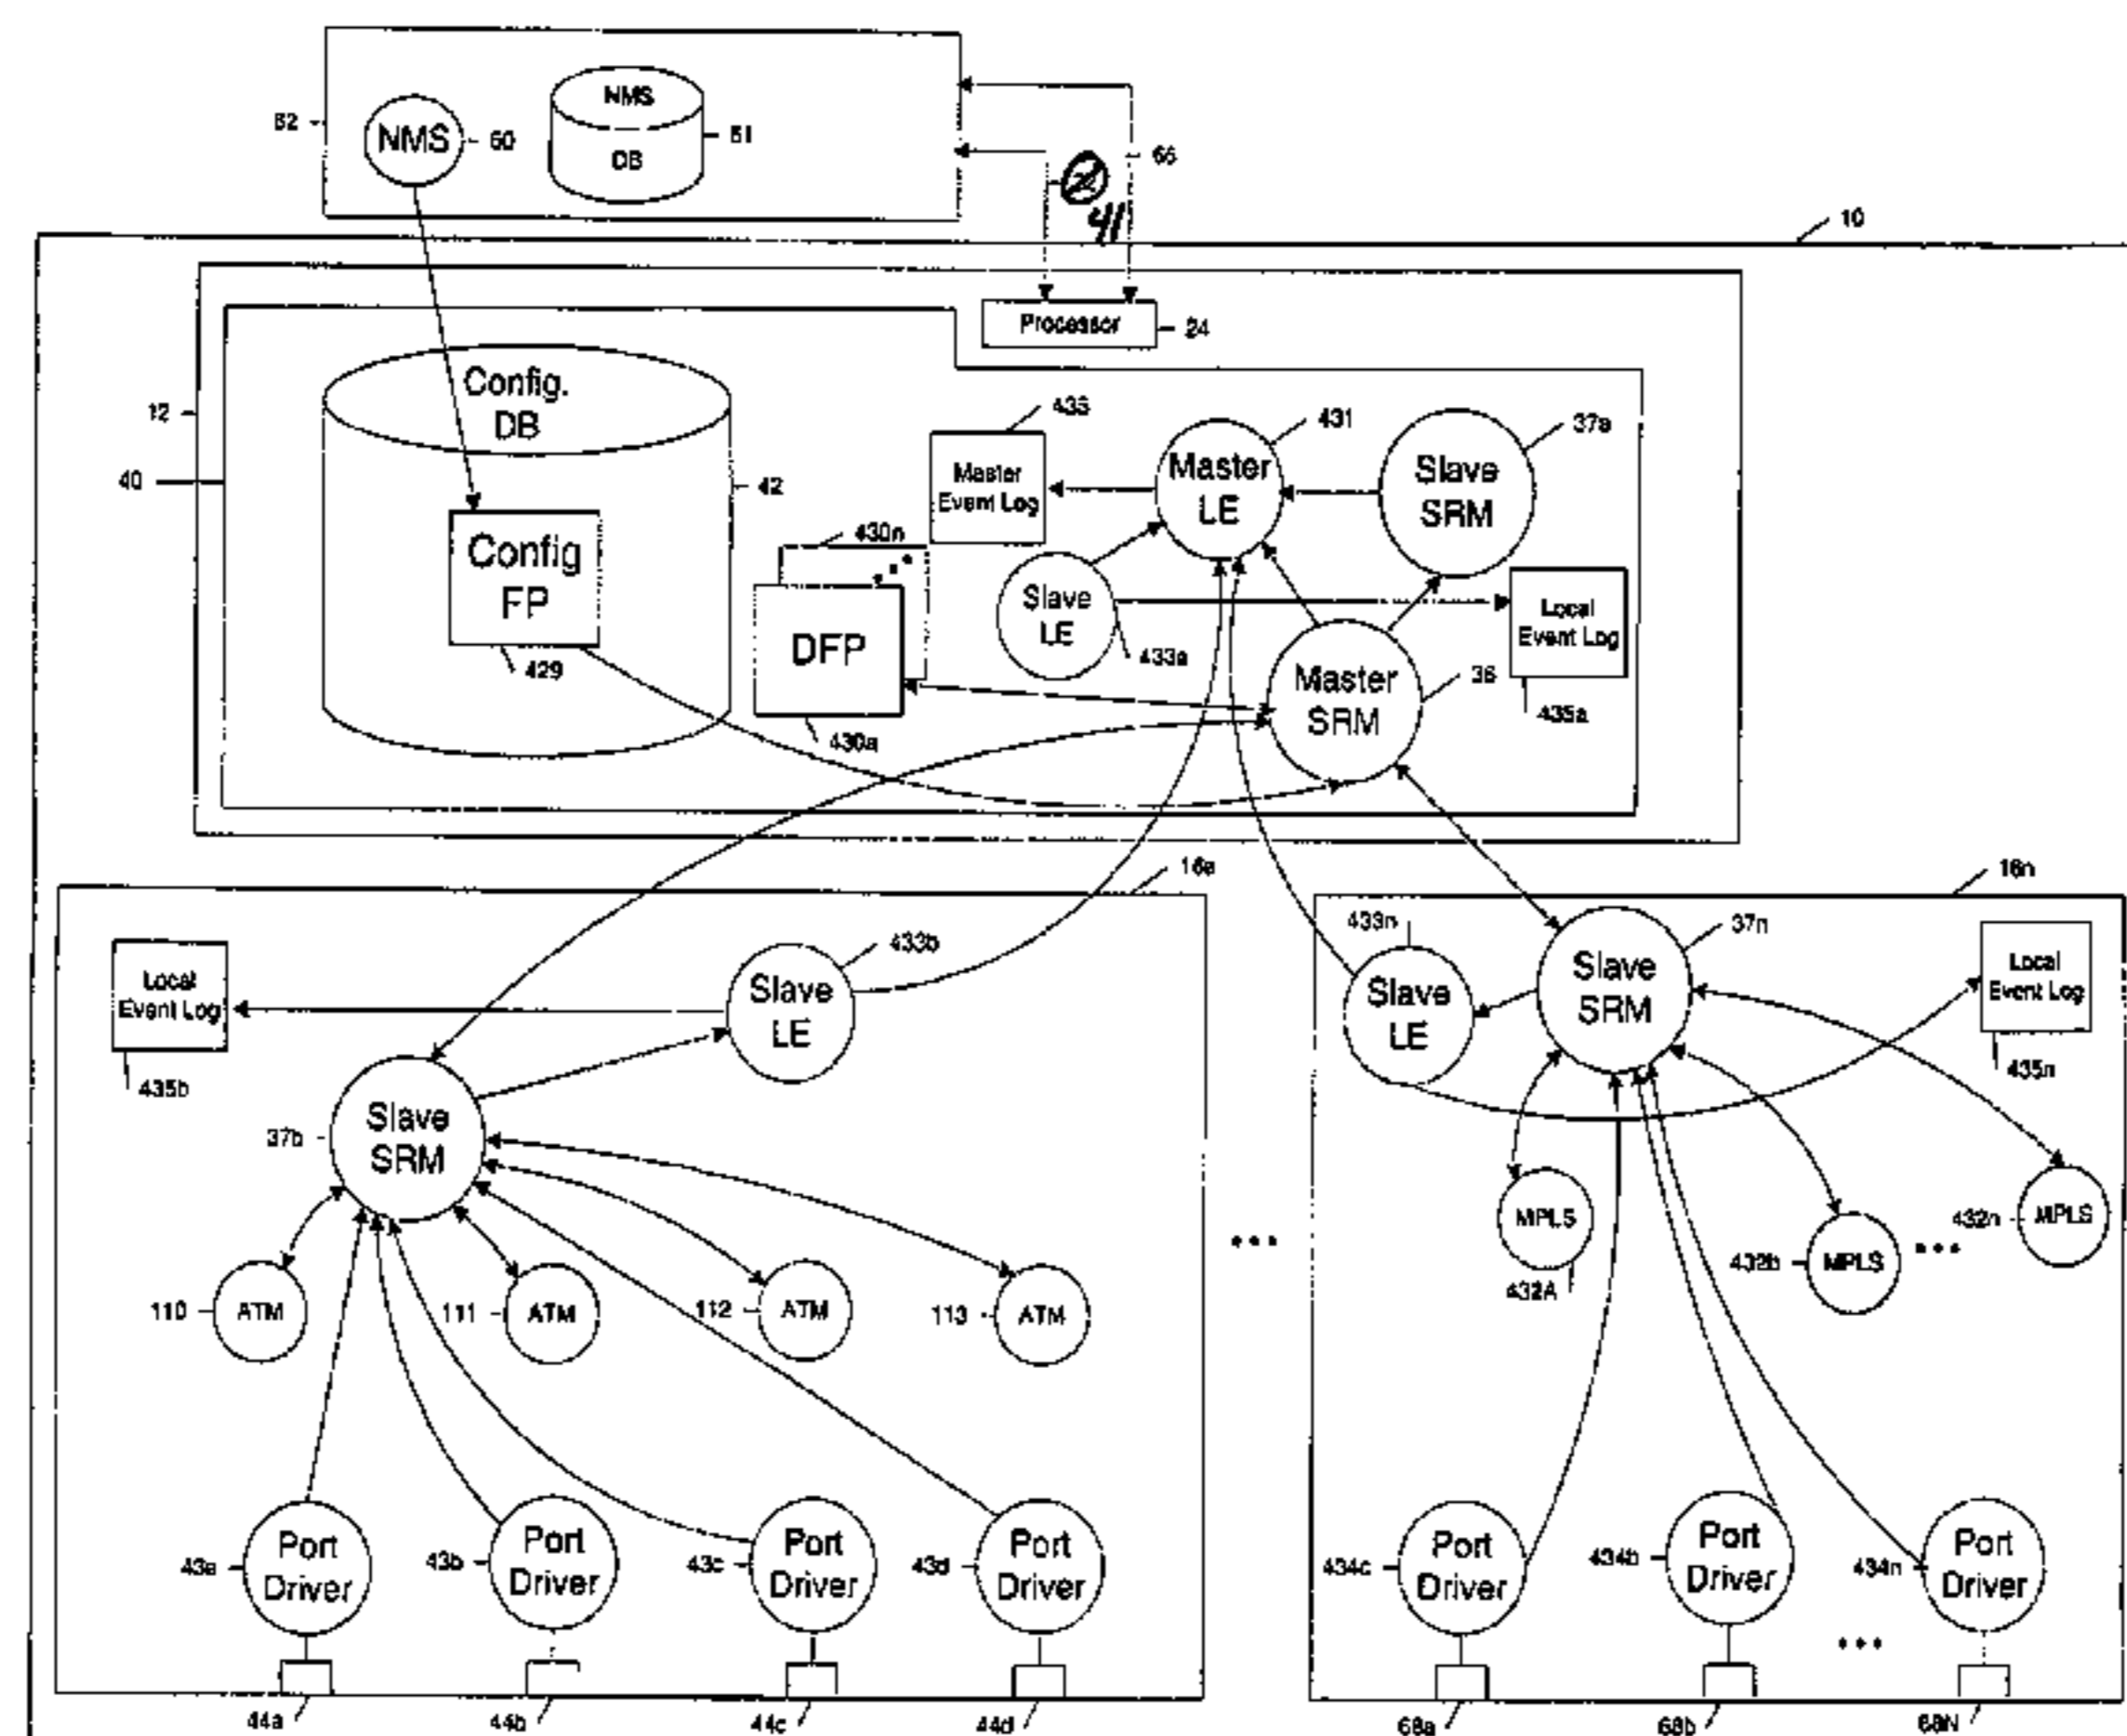 NMS
DB
62
NMS
60
61
66
41
10
Processor
24
Config.
DB
12
40
42
Config
FP
429
435
Master
Event Log
431
Master
LE
37a
Slave
SRM
430n
DFP
430a
Slave
LE
433a
Local
Event Log
435a
Master
SRM
36
16a
16n
Local
Event Log
435b
433b
Slave
LE
433n
Slave
LE
37n
Slave
SRM
Local
Event Log
435n
37b
Slave
SRM
110
ATM
111
ATM
112
ATM
113
ATM
...
MPLS
432A
432b
MPLS
...
432n
MPLS
43a
Port
Driver
43b
Port
Driver
43c
Port
Driver
43d
Port
Driver
434c
Port
Driver
434b
Port
Driver
434n
Port
Driver
...
44a
44b
44c
44d
68a
68b
68N